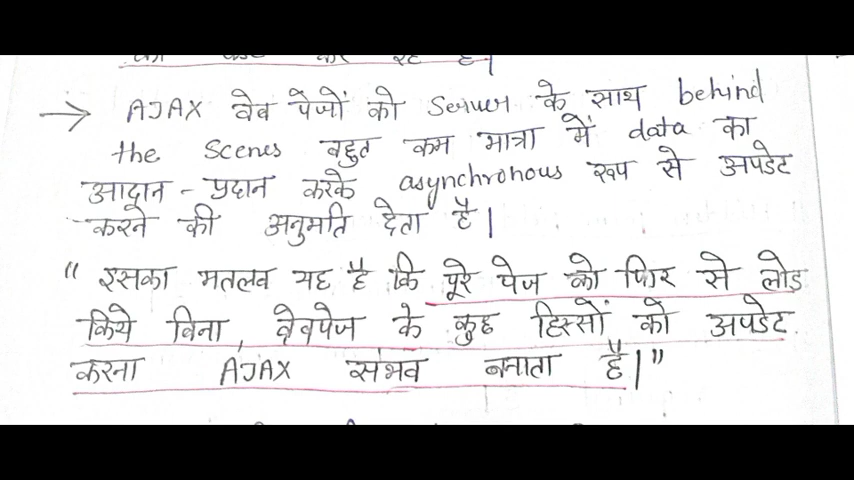 → AJAX वेब पेजों को Server के साथ behind
the Scenes बहुत कम मात्रा में data का
आदान - प्रदान करके asynchronous रूप से अपडेट
करने की अनुमति देता है|
" इसका मतलब यह है कि पूरे पेज को फिर से लोड
किये बिना, वेबपेज के कुछ हिस्सों को अपडेट
करना AJAX संभव बनाता है|"